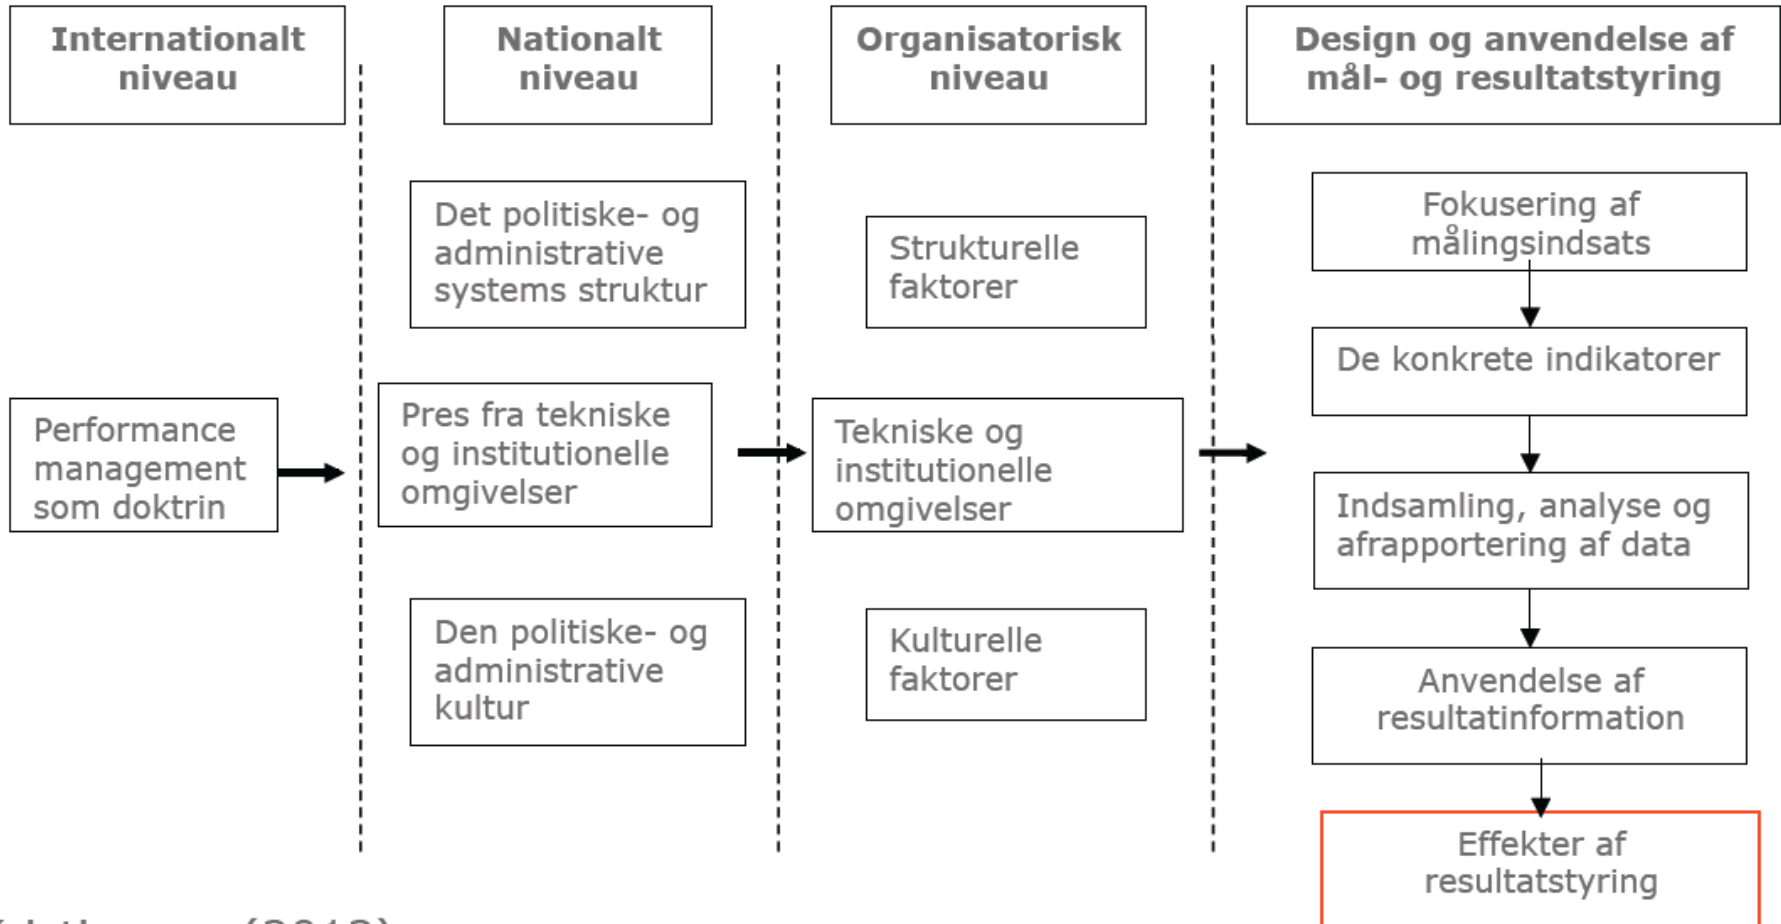 Internationalt
niveau
Nationalt
niveau
Organisatorisk
niveau
Design og anvendelse af
mål- og resultatstyring
Performance
management
som doktrin
Det politiske- og
administrative
systems struktur
Pres fra tekniske
og institutionelle
omgivelser
Den politiske- og
administrative
kultur
Strukturelle
faktorer
Tekniske og
institutionelle
omgivelser
Kulturelle
faktorer
Fokusering af
målingsindsats
De konkrete indikatorer
Indsamling, analyse og
afrapportering af data
Anvendelse af
resultatinformation
Effekter af
resultatstyring